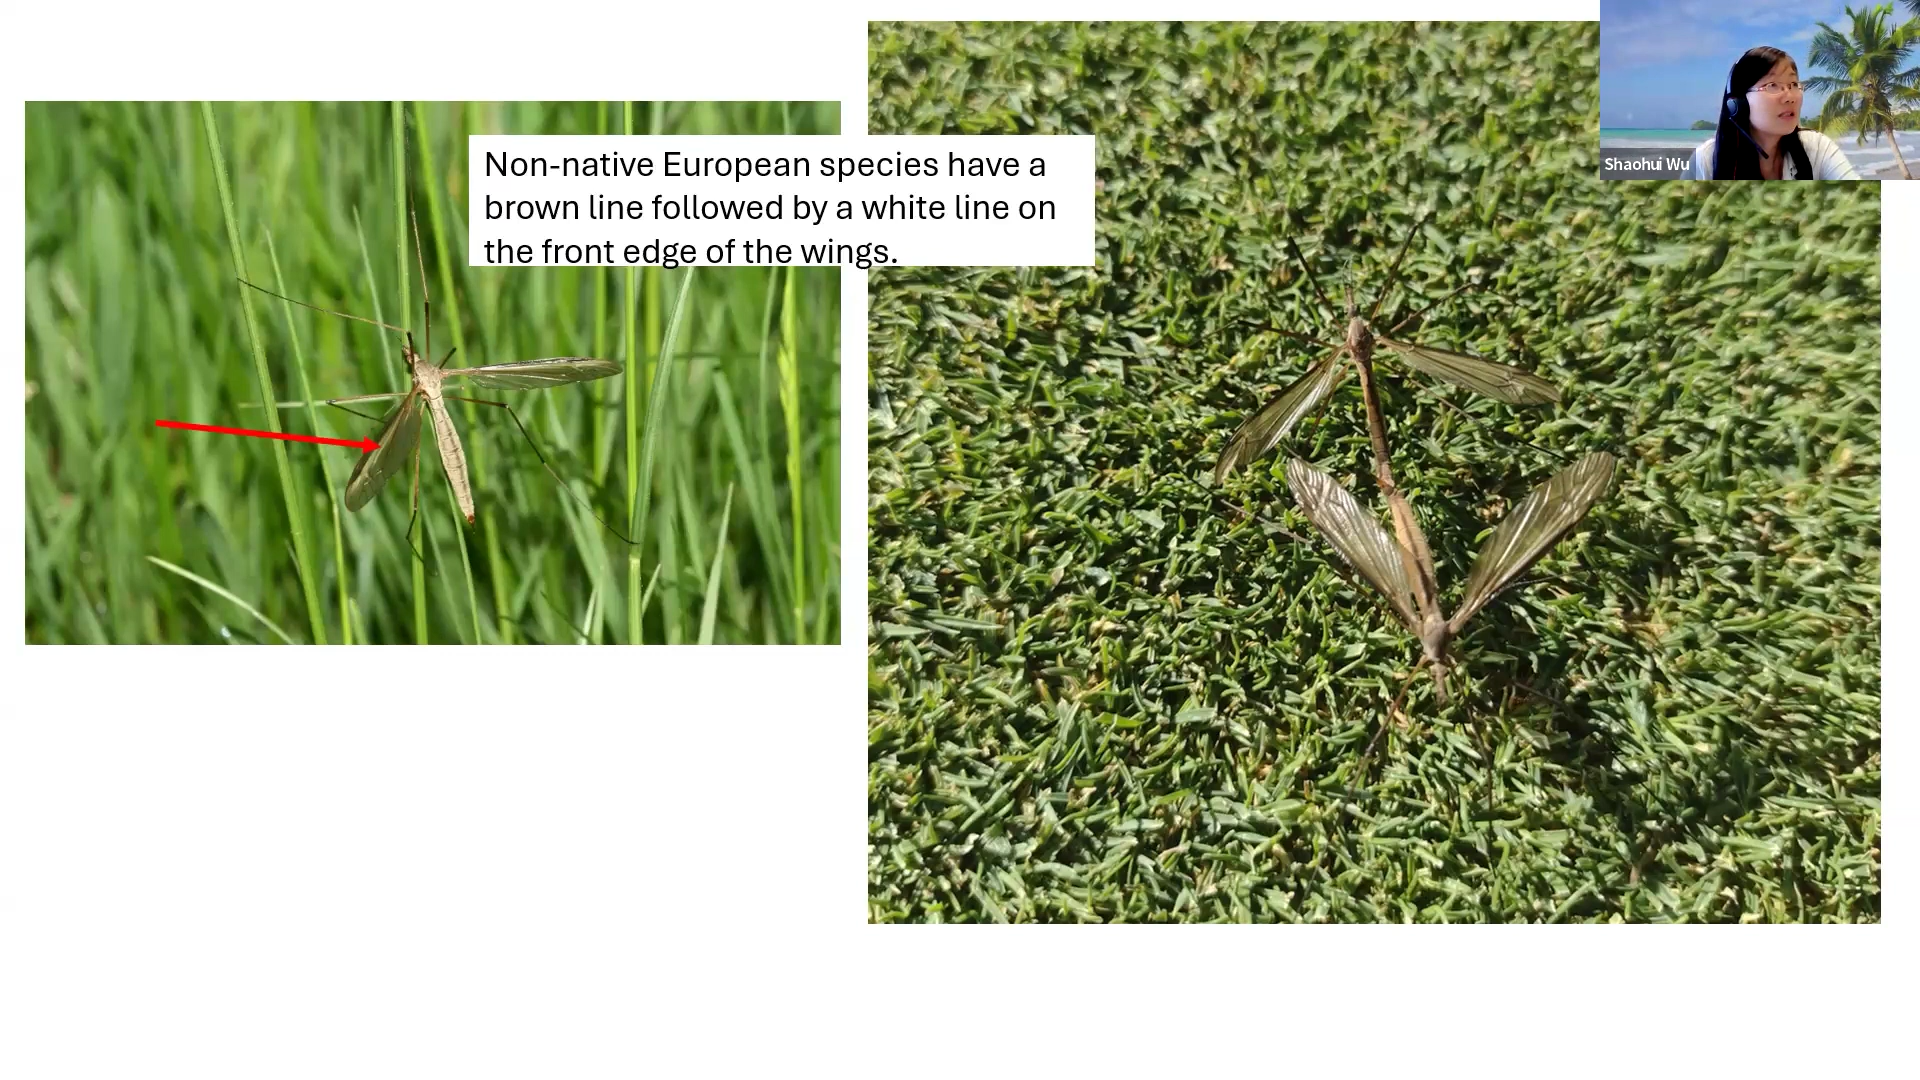 Non-native European species have a
brown line followed by a white line on
the front edge of the wings.
Shaohui Wu